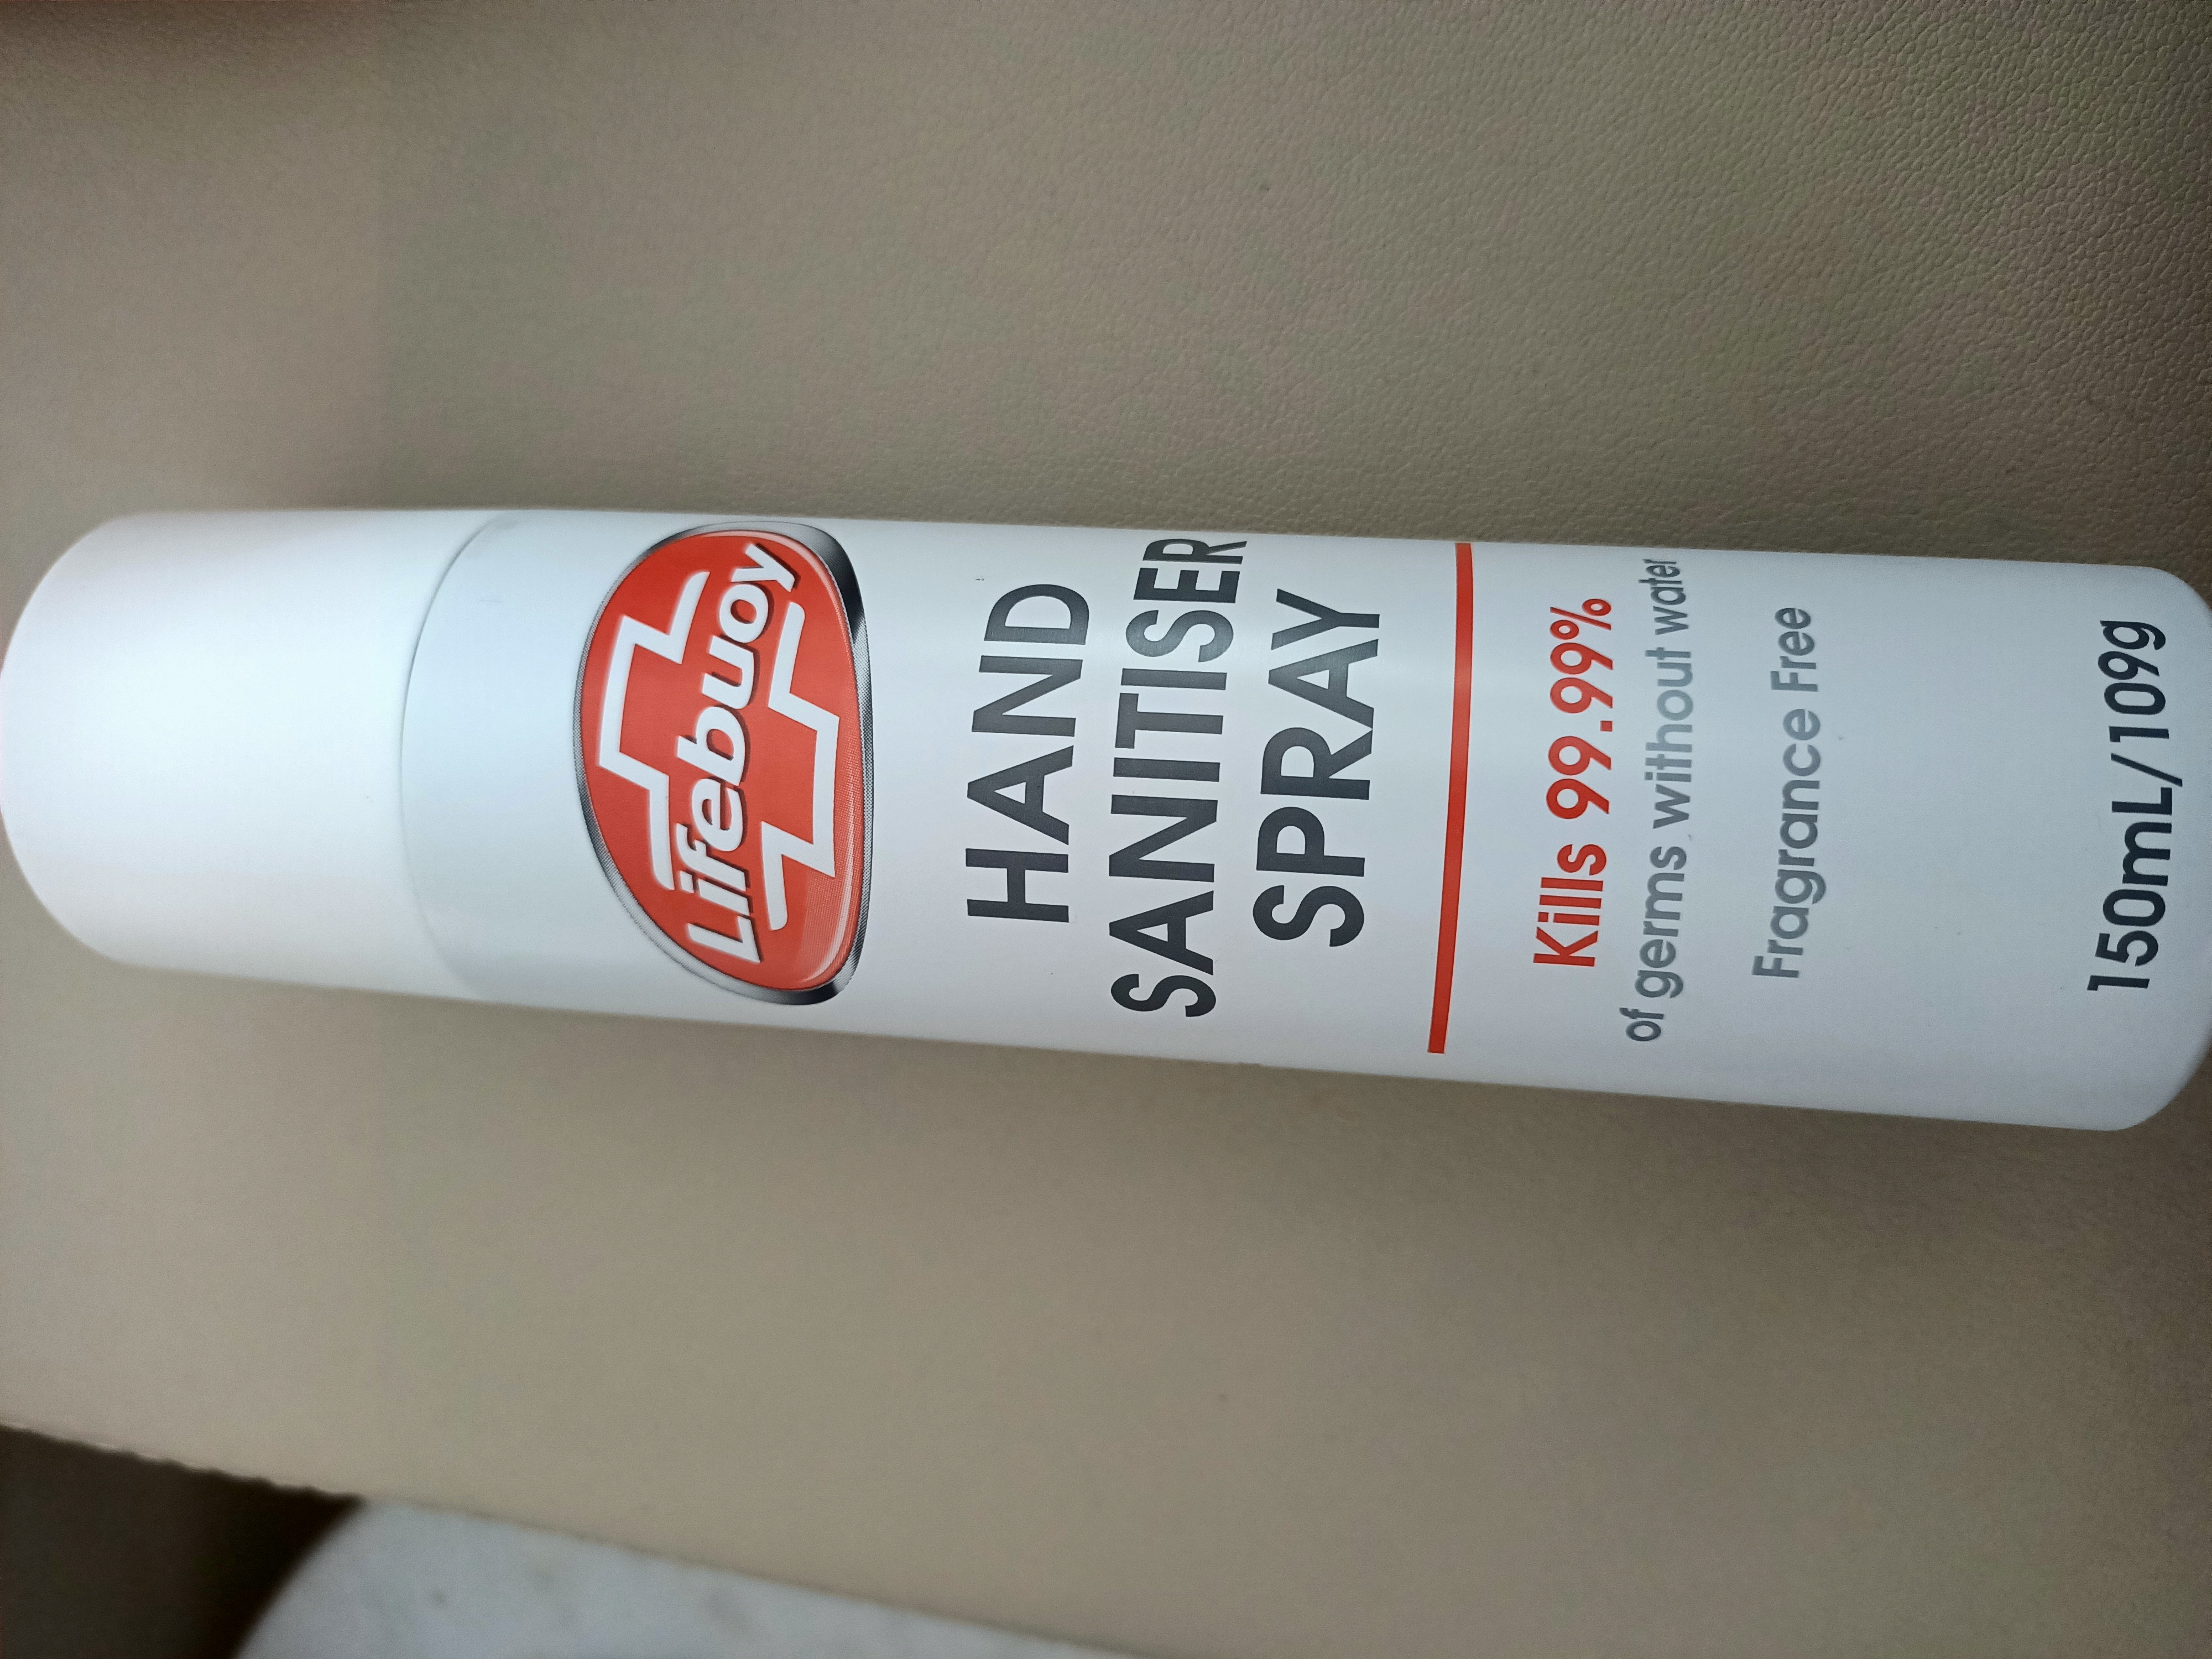 Lifebuoy
HAND
SANITISER
SPRAY
Kills 99.99%
of germs without water
Fragrance Free
150mL/109g